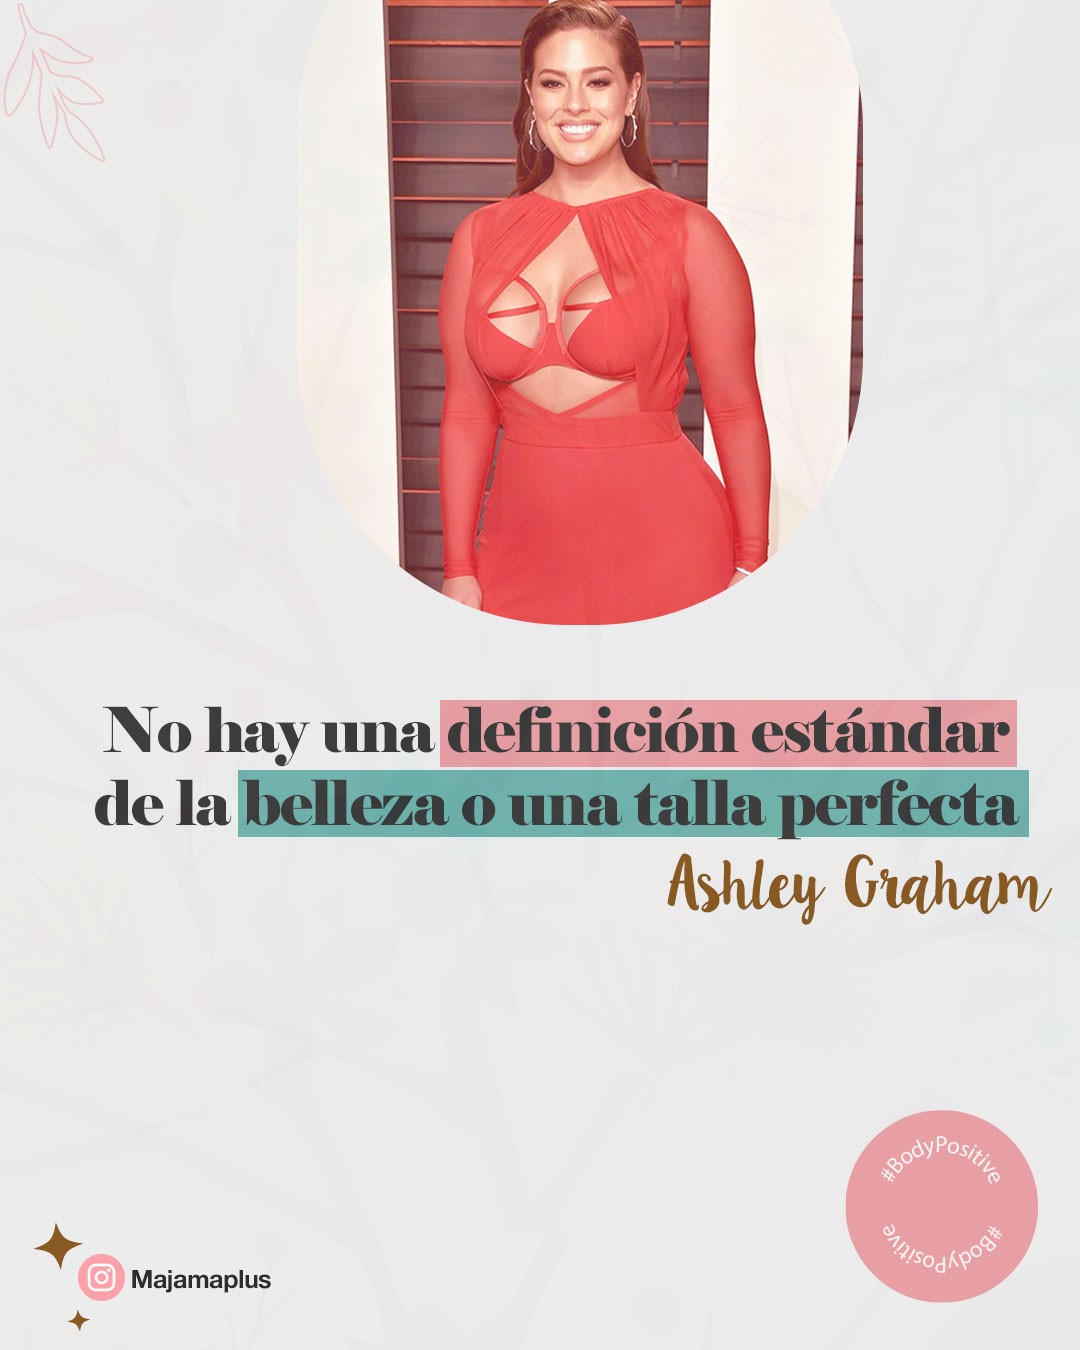 No hay una definición estándar
de la belleza o una talla perfecta
Ashley Graham
#BodyPositive
#BodyPositive
Majamaplus